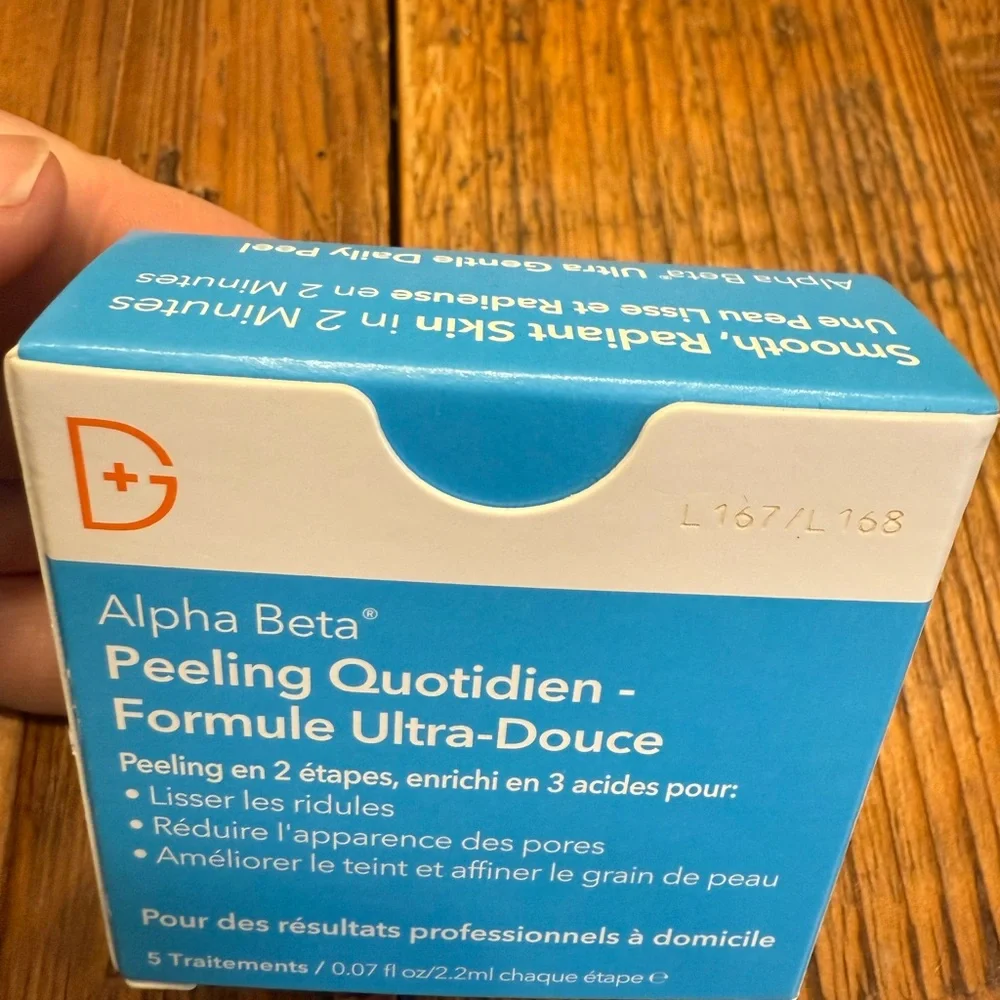 Smooth, Radiant Skin in 2 Minutes
Une Peau Lisse et Radieuse en 2 Minutes
Alpha Beta® Ultra Gentle Daily Peel
DG
L167/L168
Alpha Beta®
Peeling Quotidien -
Formule Ultra-Douce
Peeling en 2 étapes, enrichi en 3 acides pour:
• Lisser les ridules
• Réduire l'apparence des pores
• Améliorer le teint et affiner le grain de peau
Pour des résultats professionnels à domicile
5 Traitements / 0.07 fl oz/2.2ml chaque étape ℮